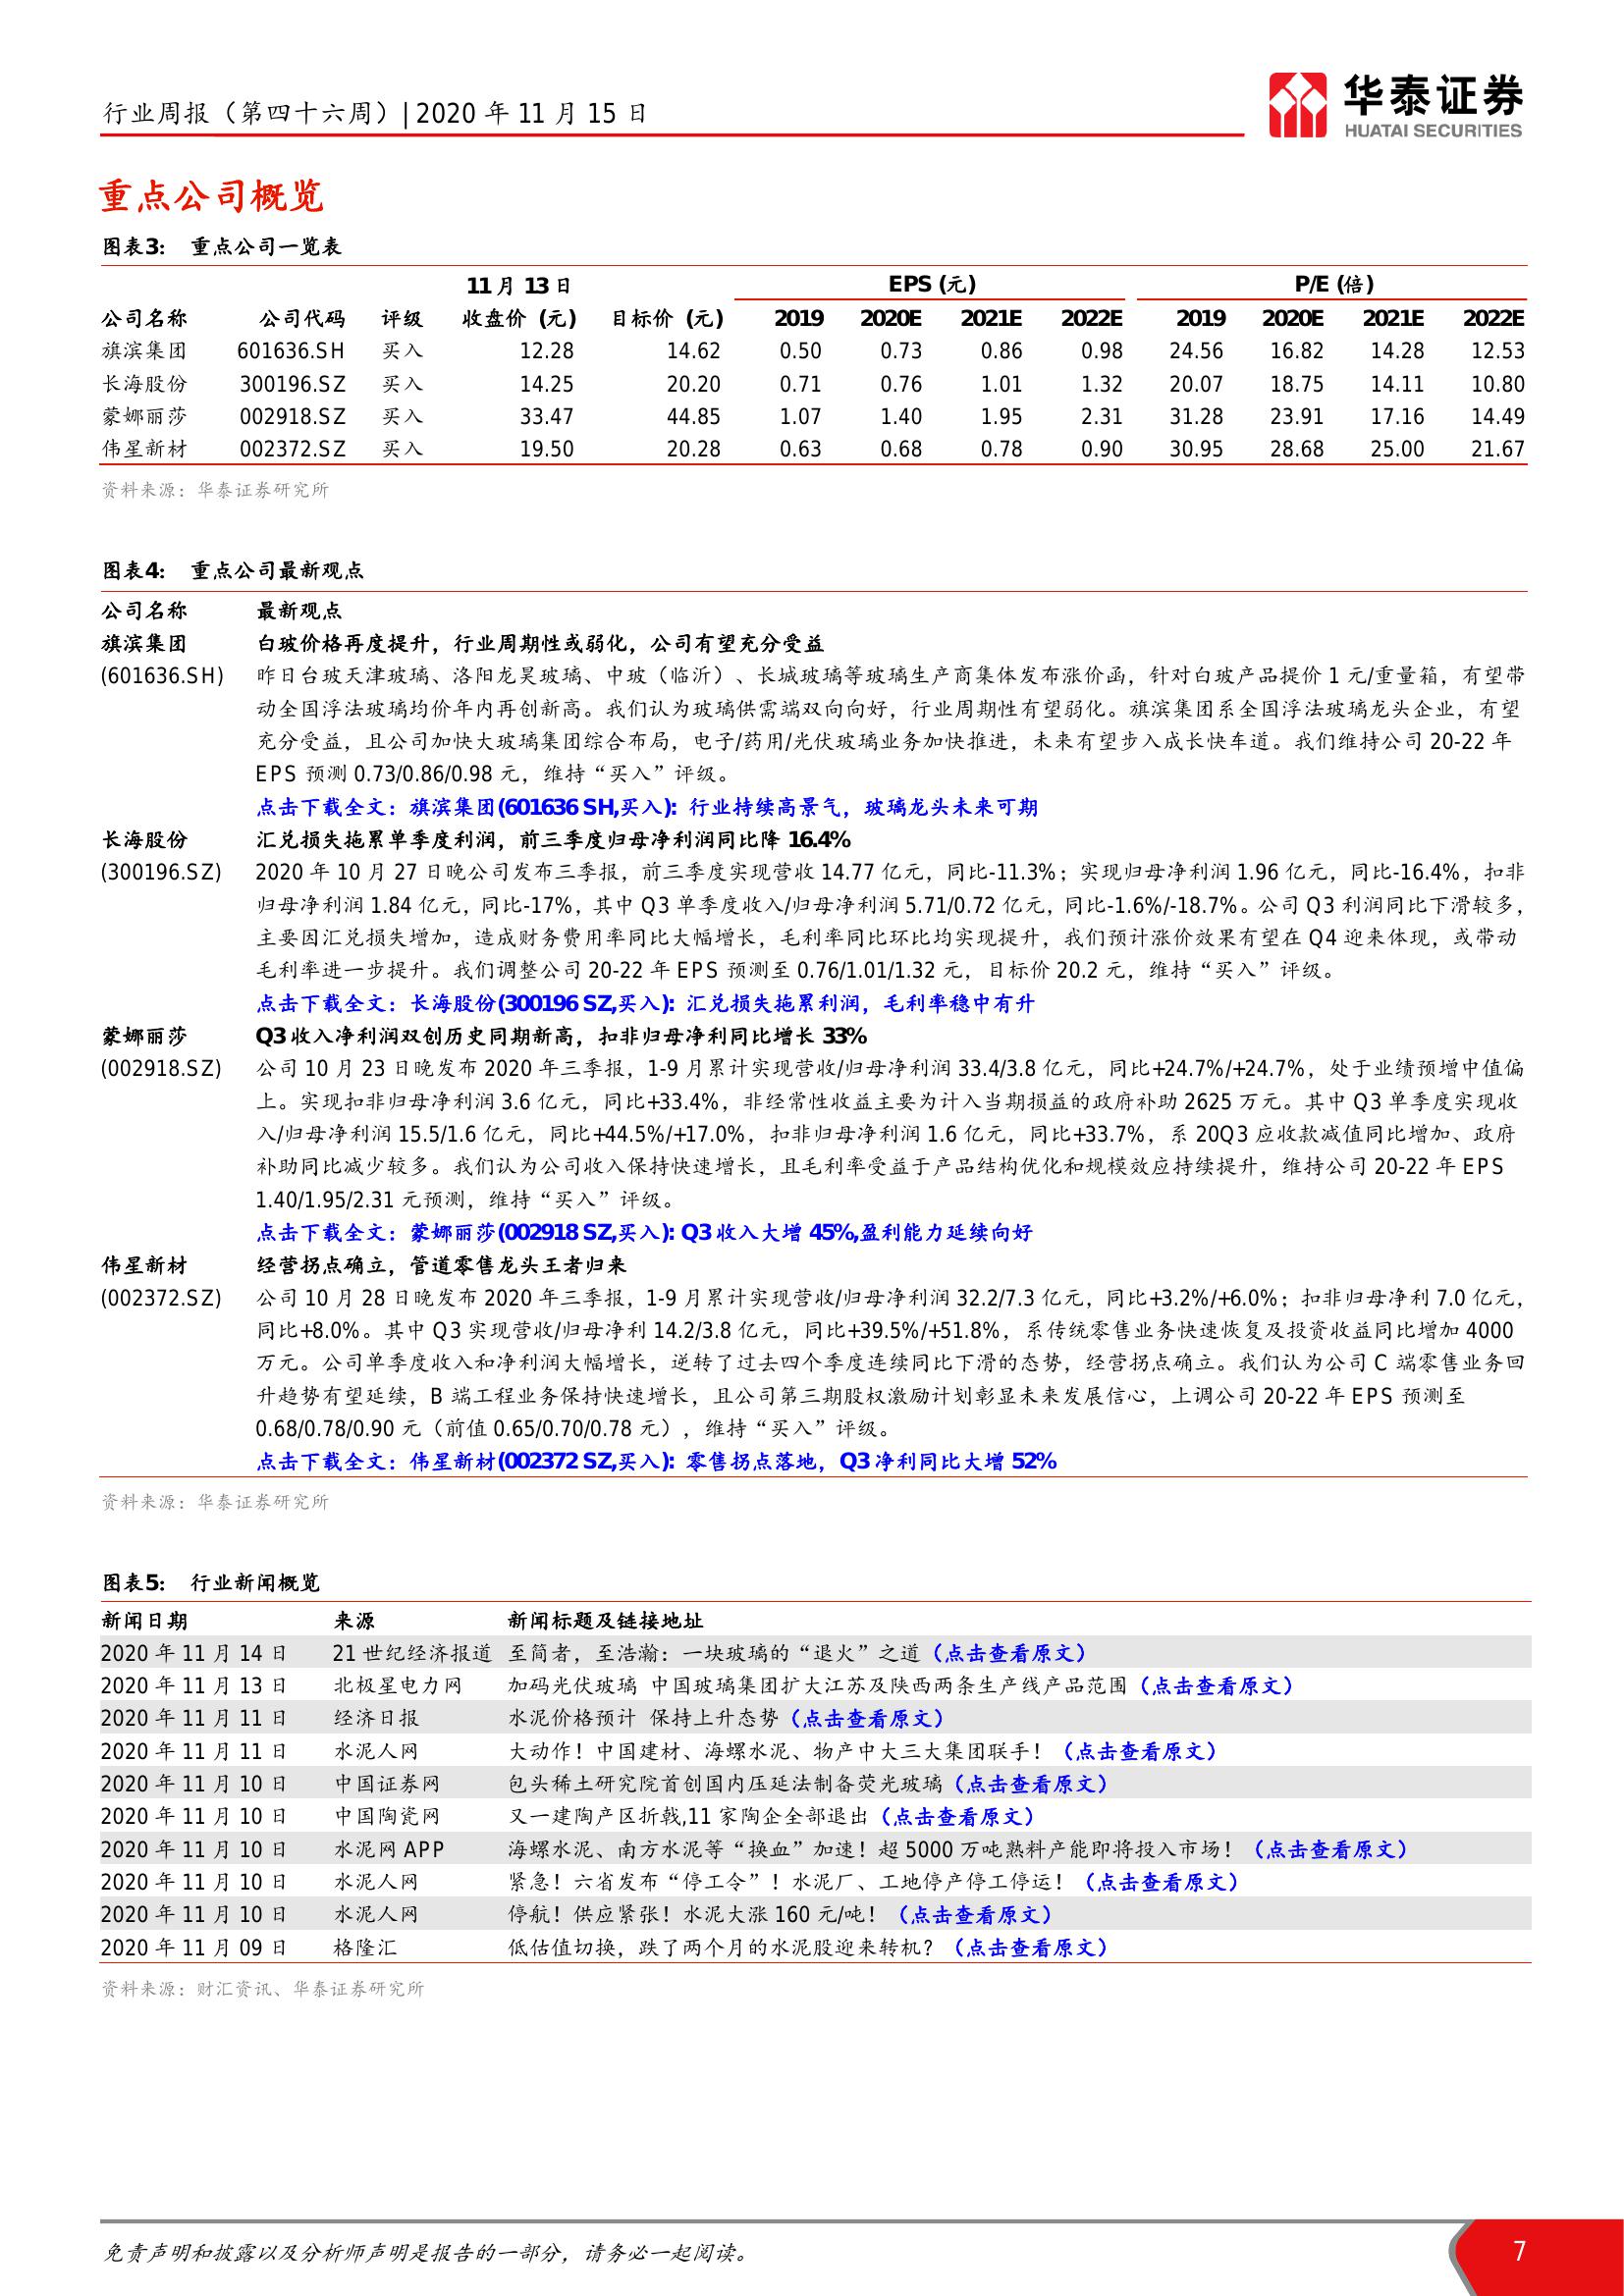 行业周报（第四十六周）| 2020 年 11 月 15 日
华泰证券
HUATAI SECURITIES
重点公司概览
图表3： 重点公司一览表
11 月 13 日 EPS (元) P/E (倍)
公司名称 公司代码 评级 收盘价 (元) 目标价 (元) 2019 2020E 2021E 2022E 2019 2020E 2021E 2022E
旗滨集团 601636.SH 买入 12.28 14.62 0.50 0.73 0.86 0.98 24.56 16.82 14.28 12.53
长海股份 300196.SZ 买入 14.25 20.20 0.71 0.76 1.01 1.32 20.07 18.75 14.11 10.80
蒙娜丽莎 002918.SZ 买入 33.47 44.85 1.07 1.40 1.95 2.31 31.28 23.91 17.16 14.49
伟星新材 002372.SZ 买入 19.50 20.28 0.63 0.68 0.78 0.90 30.95 28.68 25.00 21.67
资料来源：华泰证券研究所
图表4： 重点公司最新观点
公司名称 最新观点
旗滨集团 白玻价格再度提升，行业周期性或弱化，公司有望充分受益
(601636.SH) 昨日台玻天津玻璃、洛阳龙昊玻璃、中玻（临沂）、长城玻璃等玻璃生产商集体发布涨价函，针对白玻产品提价 1 元/重量箱，有望带
动全国浮法玻璃均价年内再创新高。我们认为玻璃供需端双向向好，行业周期性有望弱化。旗滨集团系全国浮法玻璃龙头企业，有望
充分受益，且公司加快大玻璃集团综合布局，电子/药用/光伏玻璃业务加快推进，未来有望步入成长快车道。我们维持公司 20-22 年
EPS 预测 0.73/0.86/0.98 元，维持“买入”评级。
点击下载全文：旗滨集团(601636 SH,买入): 行业持续高景气，玻璃龙头未来可期
长海股份 汇兑损失拖累单季度利润，前三季度归母净利润同比降 16.4%
(300196.SZ) 2020 年 10 月 27 日晚公司发布三季报，前三季度实现营收 14.77 亿元，同比-11.3%；实现归母净利润 1.96 亿元，同比-16.4%，扣非
归母净利润 1.84 亿元，同比-17%，其中 Q3 单季度收入/归母净利润 5.71/0.72 亿元，同比-1.6%/-18.7%。公司 Q3 利润同比下滑较多，
主要因汇兑损失增加，造成财务费用率同比大幅增长，毛利率同比环比均实现提升，我们预计涨价效果有望在 Q4 迎来体现，或带动
毛利率进一步提升。我们调整公司 20-22 年 EPS 预测至 0.76/1.01/1.32 元，目标价 20.2 元，维持“买入”评级。
点击下载全文：长海股份(300196 SZ,买入): 汇兑损失拖累利润，毛利率稳中有升
蒙娜丽莎 Q3 收入净利润双创历史同期新高，扣非归母净利同比增长 33%
(002918.SZ) 公司 10 月 23 日晚发布 2020 年三季报，1-9 月累计实现营收/归母净利润 33.4/3.8 亿元，同比+24.7%/+24.7%，处于业绩预增中值偏
上。实现扣非归母净利润 3.6 亿元，同比+33.4%，非经常性收益主要为计入当期损益的政府补助 2625 万元。其中 Q3 单季度实现收
入/归母净利润 15.5/1.6 亿元，同比+44.5%/+17.0%，扣非归母净利润 1.6 亿元，同比+33.7%，系 20Q3 应收款减值同比增加、政府
补助同比减少较多。我们认为公司收入保持快速增长，且毛利率受益于产品结构优化和规模效应持续提升，维持公司 20-22 年 EPS
1.40/1.95/2.31 元预测，维持“买入”评级。
点击下载全文：蒙娜丽莎(002918 SZ,买入): Q3 收入大增 45%,盈利能力延续向好
伟星新材 经营拐点确立，管道零售龙头王者归来
(002372.SZ) 公司 10 月 28 日晚发布 2020 年三季报，1-9 月累计实现营收/归母净利润 32.2/7.3 亿元，同比+3.2%/+6.0%；扣非归母净利 7.0 亿元，
同比+8.0%。其中 Q3 实现营收/归母净利 14.2/3.8 亿元，同比+39.5%/+51.8%，系传统零售业务快速恢复及投资收益同比增加 4000
万元。公司单季度收入和净利润大幅增长，逆转了过去四个季度连续同比下滑的态势，经营拐点确立。我们认为公司 C 端零售业务回
升趋势有望延续，B 端工程业务保持快速增长，且公司第三期股权激励计划彰显未来发展信心，上调公司 20-22 年 EPS 预测至
0.68/0.78/0.90 元（前值 0.65/0.70/0.78 元），维持“买入”评级。
点击下载全文：伟星新材(002372 SZ,买入): 零售拐点落地，Q3 净利同比大增 52%
资料来源：华泰证券研究所
图表5： 行业新闻概览
新闻日期 来源 新闻标题及链接地址
2020 年 11 月 14 日 21 世纪经济报道 至简者，至浩瀚：一块玻璃的“退火”之道（点击查看原文）
2020 年 11 月 13 日 北极星电力网 加码光伏玻璃 中国玻璃集团扩大江苏及陕西两条生产线产品范围（点击查看原文）
2020 年 11 月 11 日 经济日报 水泥价格预计 保持上升态势（点击查看原文）
2020 年 11 月 11 日 水泥人网 大动作！中国建材、海螺水泥、物产中大三大集团联手！（点击查看原文）
2020 年 11 月 10 日 中国证券网 包头稀土研究院首创国内压延法制备荧光玻璃（点击查看原文）
2020 年 11 月 10 日 中国陶瓷网 又一建陶产区折戟,11 家陶企全部退出（点击查看原文）
2020 年 11 月 10 日 水泥网 APP 海螺水泥、南方水泥等“换血”加速！超 5000 万吨熟料产能即将投入市场！（点击查看原文）
2020 年 11 月 10 日 水泥人网 紧急！六省发布“停工令”！水泥厂、工地停产停工停运！（点击查看原文）
2020 年 11 月 10 日 水泥人网 停航！供应紧张！水泥大涨 160 元/吨！（点击查看原文）
2020 年 11 月 09 日 格隆汇 低估值切换，跌了两个月的水泥股迎来转机？（点击查看原文）
资料来源：财汇资讯、华泰证券研究所
免责声明和披露以及分析师声明是报告的一部分，请务必一起阅读。 7